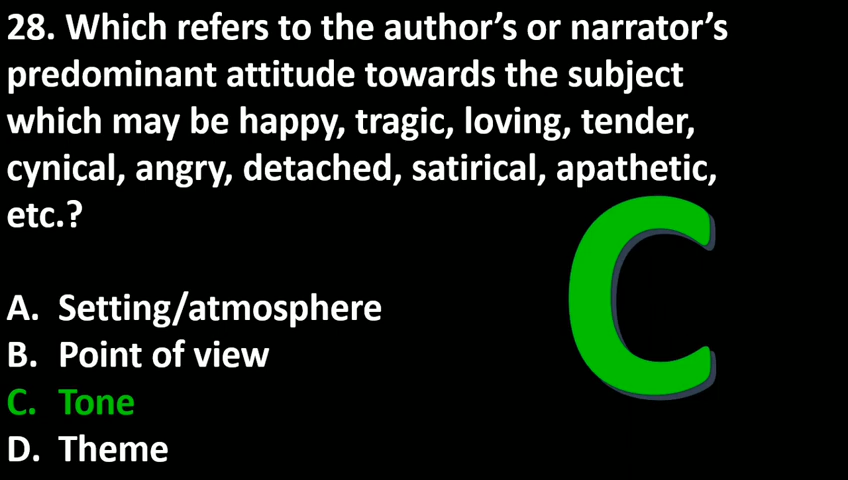 28. Which refers to the author’s or narrator’s
predominant attitude towards the subject
which may be happy, tragic, loving, tender,
cynical, angry, detached, satirical, apathetic,
etc.?
A. Setting/atmosphere
B. Point of view
C. Tone
D. Theme
C